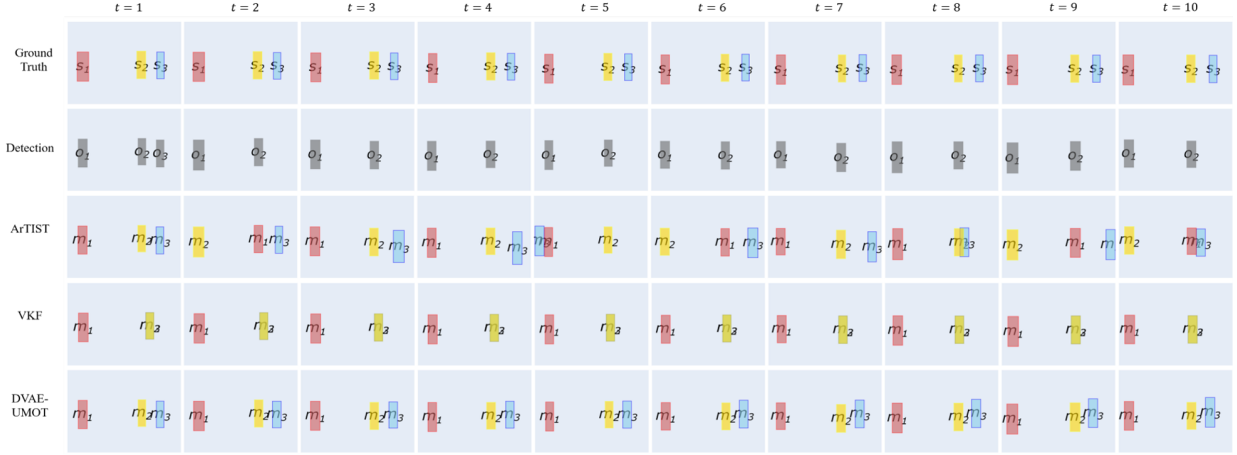 t = 1 t = 2 t = 3 t = 4 t = 5 t = 6 t = 7 t = 8 t = 9 t = 10
Ground
Truth
s₁ s₂ s₃ s₁ s₂ s₃ s₁ s₂ s₃ s₁ s₂ s₃ s₁ s₂ s₃ s₁ s₂ s₃ s₁ s₂ s₃ s₁ s₂ s₃ s₁ s₂ s₃ s₁ s₂ s₃
Detection
o₁ o₂ o₃ o₁ o₂ o₁ o₂ o₁ o₂ o₁ o₂ o₁ o₂ o₁ o₂ o₁ o₂ o₁ o₂ o₁ o₂
ArTIST
m₁ m₂ m₃ m₂ m₁ m₃ m₁ m₂ m₃ m₁ m₂ m₃ m₂ m₂ m₁ m₃ m₁ m₂ m₃ m₁ m₂ m₁ m m₂ m₃
VKF
m₁ m₁ m₁ m₁ m₁ m₁ m₁ m₁ m₁ m₁
DVAE-
UMOT
m₁ m₂ m₃ m₁ m₂ m₃ m₁ m₂ m₃ m₁ m₂ m₃ m₁ m₂ m₃ m₁ m₂ m₃ m₁ m₂ m₃ m₁ m₂ m₃ m₁ m₂ m₃ m₁ m₂ m₃